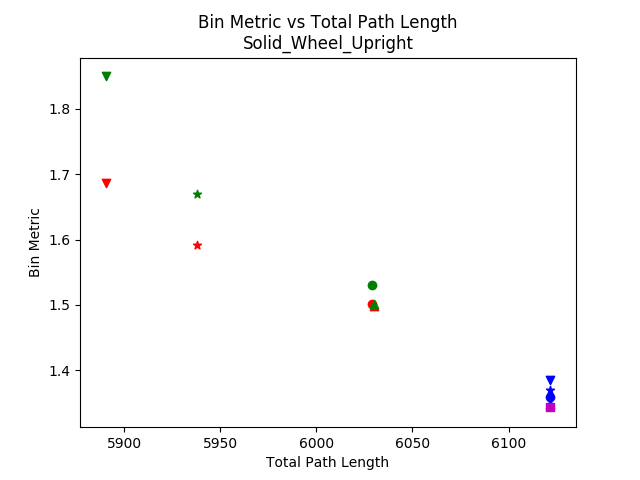 Bin Metric vs Total Path Length
Solid_Wheel_Upright
1.8
1.7
1.6
1.5
1.4
Bin Metric
5900 5950 6000 6050 6100
Total Path Length